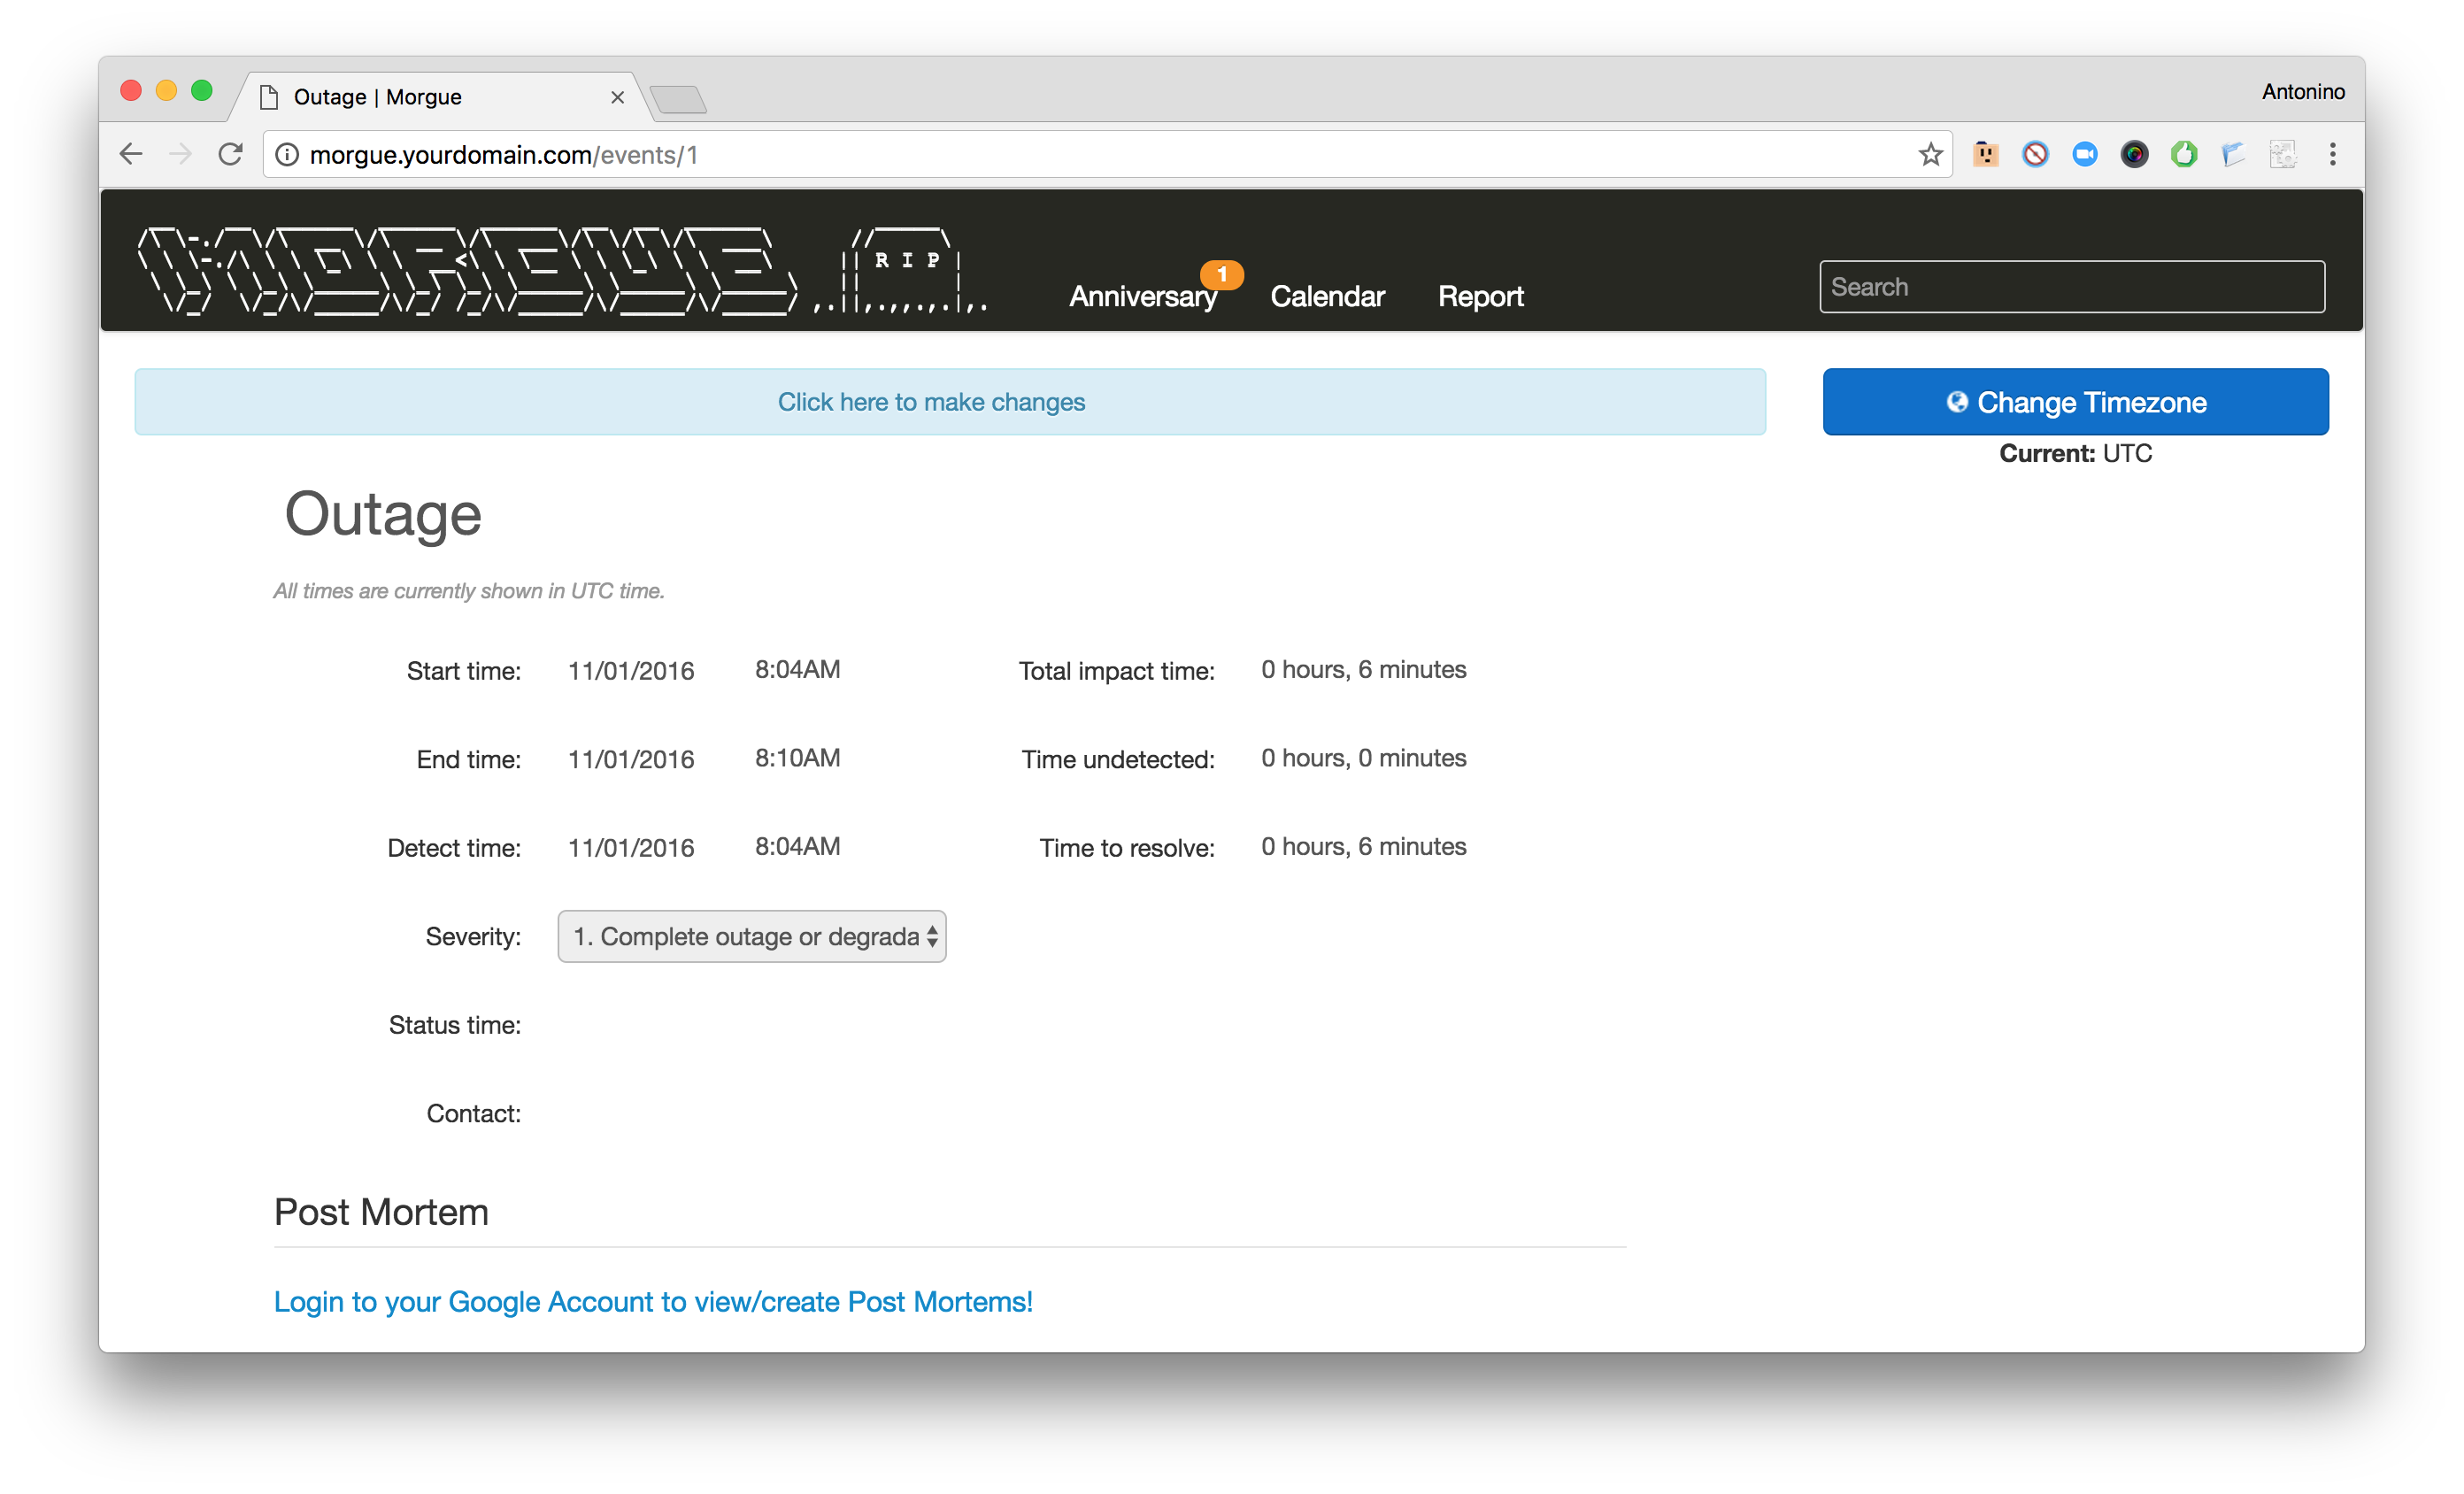 Outage | Morgue
Antonino
morgue.yourdomain.com/events/1
R I P
Anniversary 1 Calendar Report Search
Click here to make changes
Change Timezone
Current: UTC
Outage
All times are currently shown in UTC time.
Start time: 11/01/2016 8:04AM Total impact time: 0 hours, 6 minutes
End time: 11/01/2016 8:10AM Time undetected: 0 hours, 0 minutes
Detect time: 11/01/2016 8:04AM Time to resolve: 0 hours, 6 minutes
Severity: 1. Complete outage or degrada
Status time:
Contact:
Post Mortem
Login to your Google Account to view/create Post Mortems!